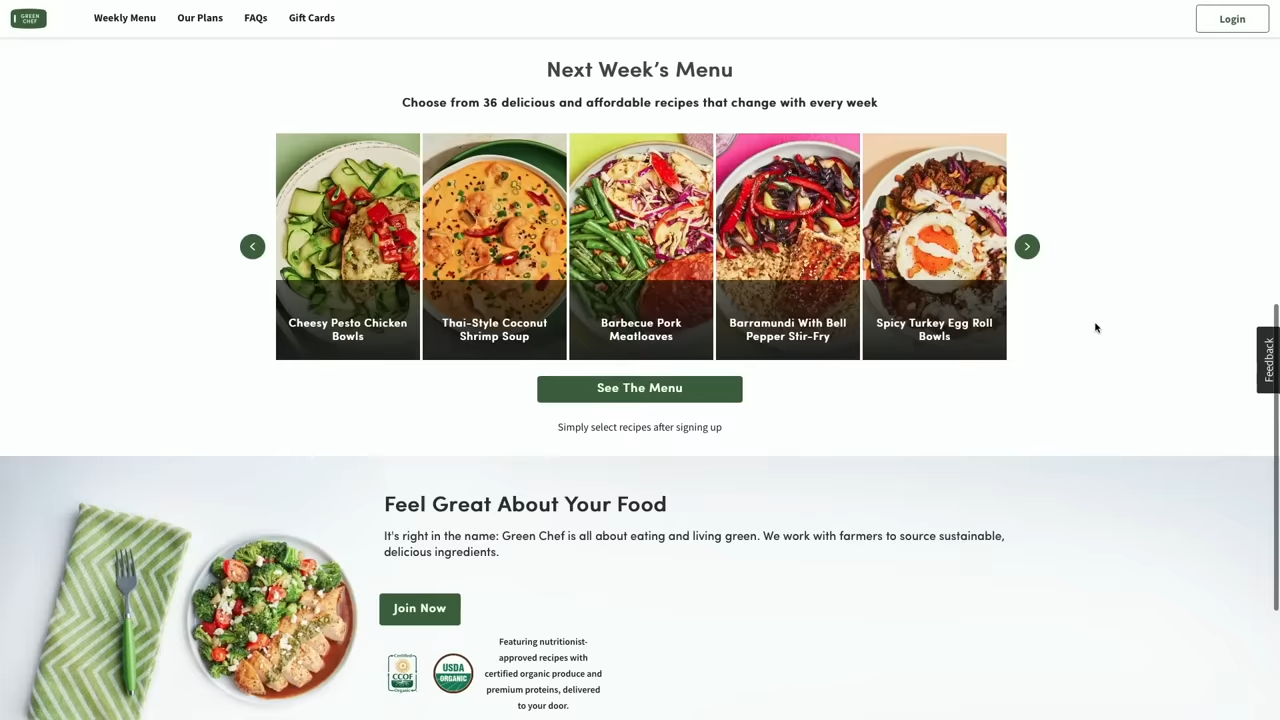 GREEN
CHEF
Weekly Menu
Our Plans
FAQs
Gift Cards
Login
Next Week's Menu
Choose from 36 delicious and affordable recipes that change with every week
Cheesy Pesto Chicken
Bowls
Thai-Style Coconut
Shrimp Soup
Barbecue Pork
Meatloaves
Barramundi With Bell
Pepper Stir-Fry
Spicy Turkey Egg Roll
Bowls
See The Menu
Simply select recipes after signing up
Feedback
Feel Great About Your Food
It's right in the name: Green Chef is all about eating and living green. We work with farmers to source sustainable,
delicious ingredients.
Join Now
Certified
CCOF
Organic
USDA
ORGANIC
Featuring nutritionist-
approved recipes with
certified organic produce and
premium proteins, delivered
to your door.